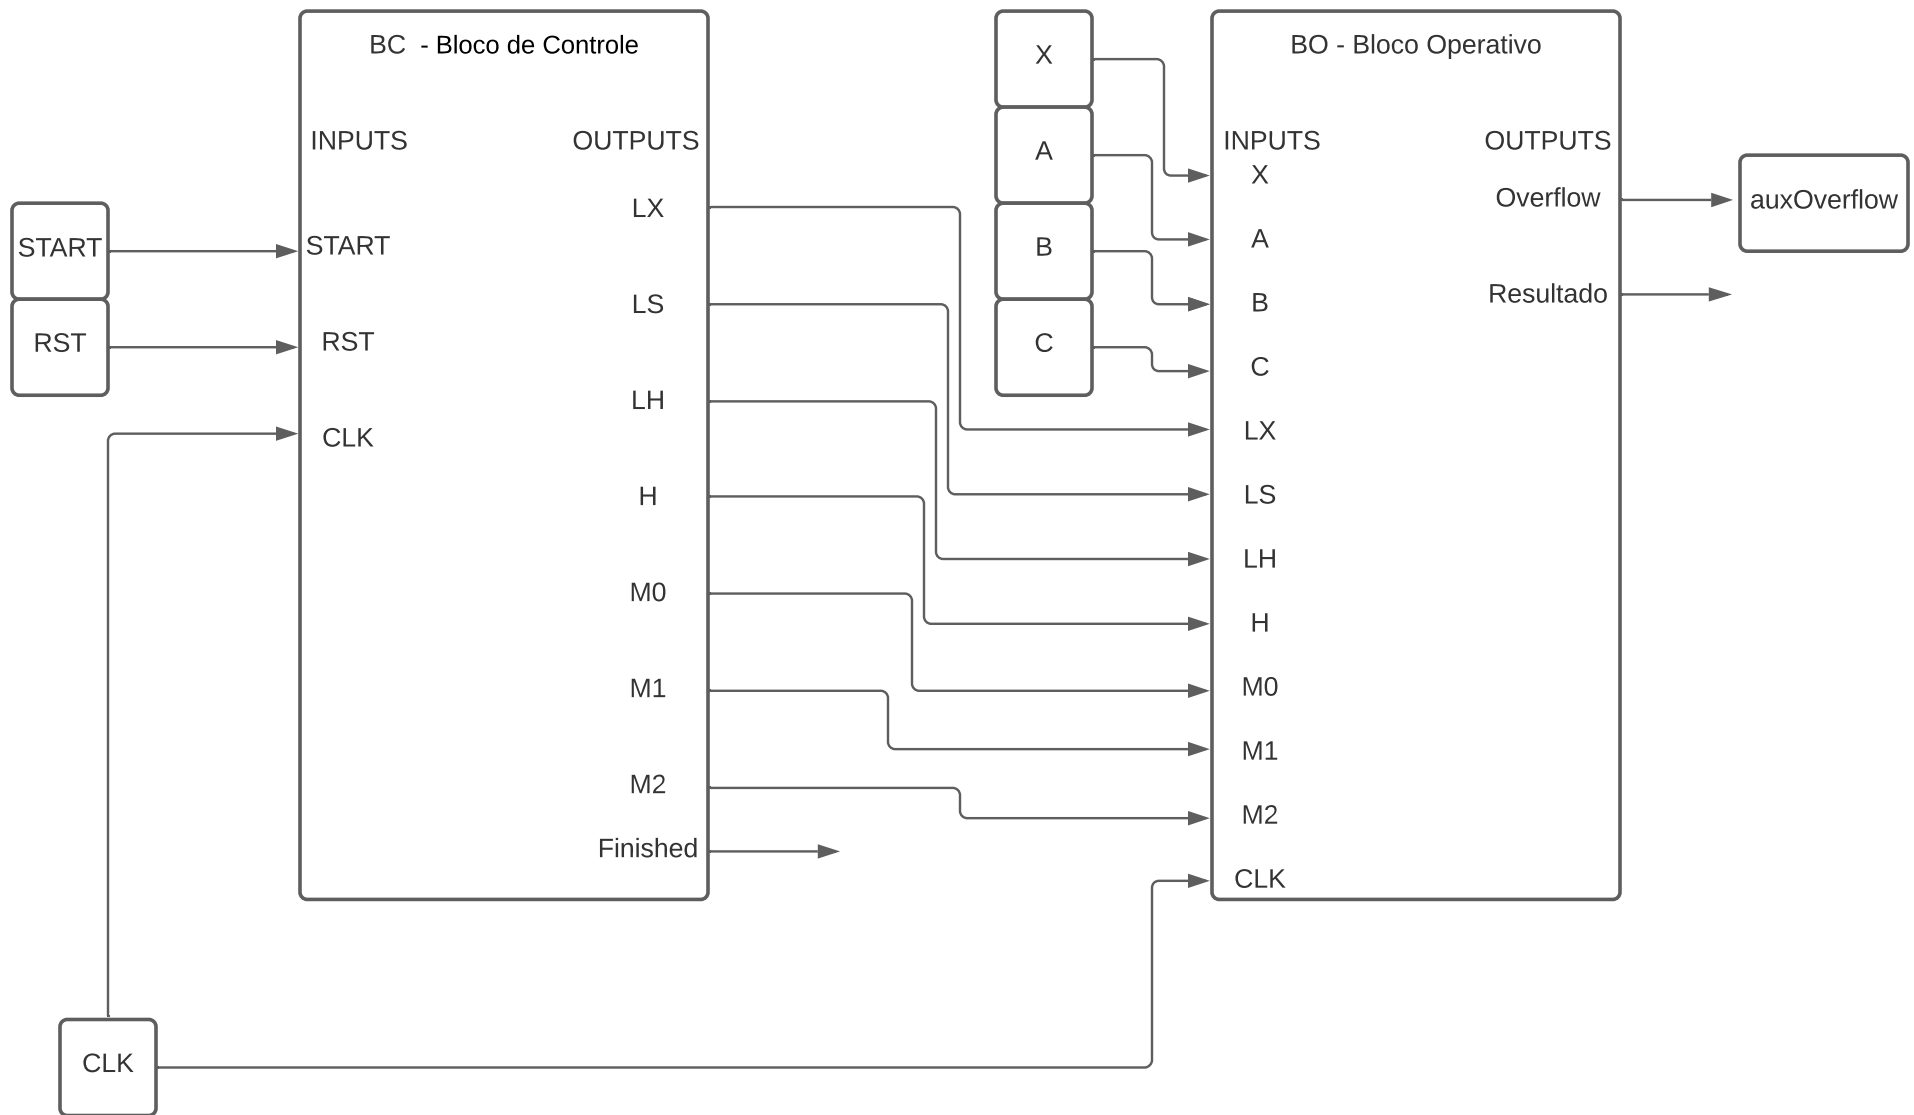 BC - Bloco de Controle
INPUTS
OUTPUTS
START
RST
START
RST
CLK
LX
LS
LH
H
M0
M1
M2
Finished
CLK
X
A
B
C
BO - Bloco Operativo
INPUTS
OUTPUTS
X
A
B
C
LX
LS
LH
H
M0
M1
M2
CLK
Overflow
Resultado
auxOverflow